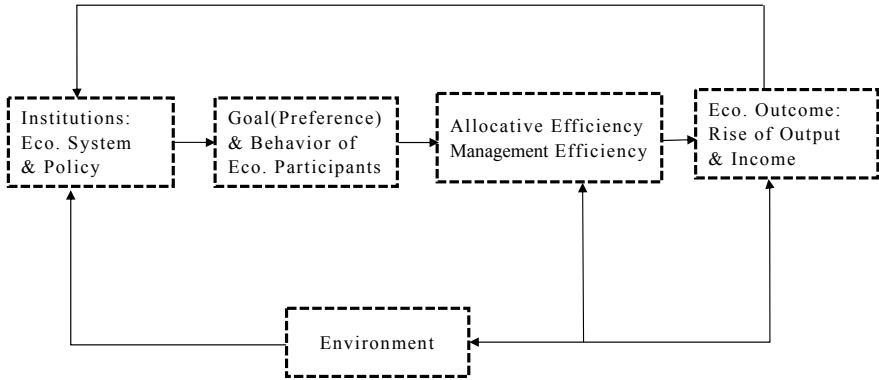 Institutions:
Eco. System
& Policy
Goal(Preference)
& Behavior of
Eco. Participants
Allocative Efficiency
Management Efficiency
Eco. Outcome:
Rise of Output
& Income
Environment